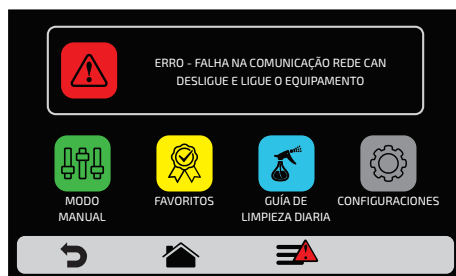 ERRO - FALHA NA COMUNICAÇÃO REDE CAN
DESLIGUE E LIGUE O EQUIPAMENTO
MODO
MANUAL
FAVORITOS
GUÍA DE
LIMPIEZA DIARIA
CONFIGURACIONES